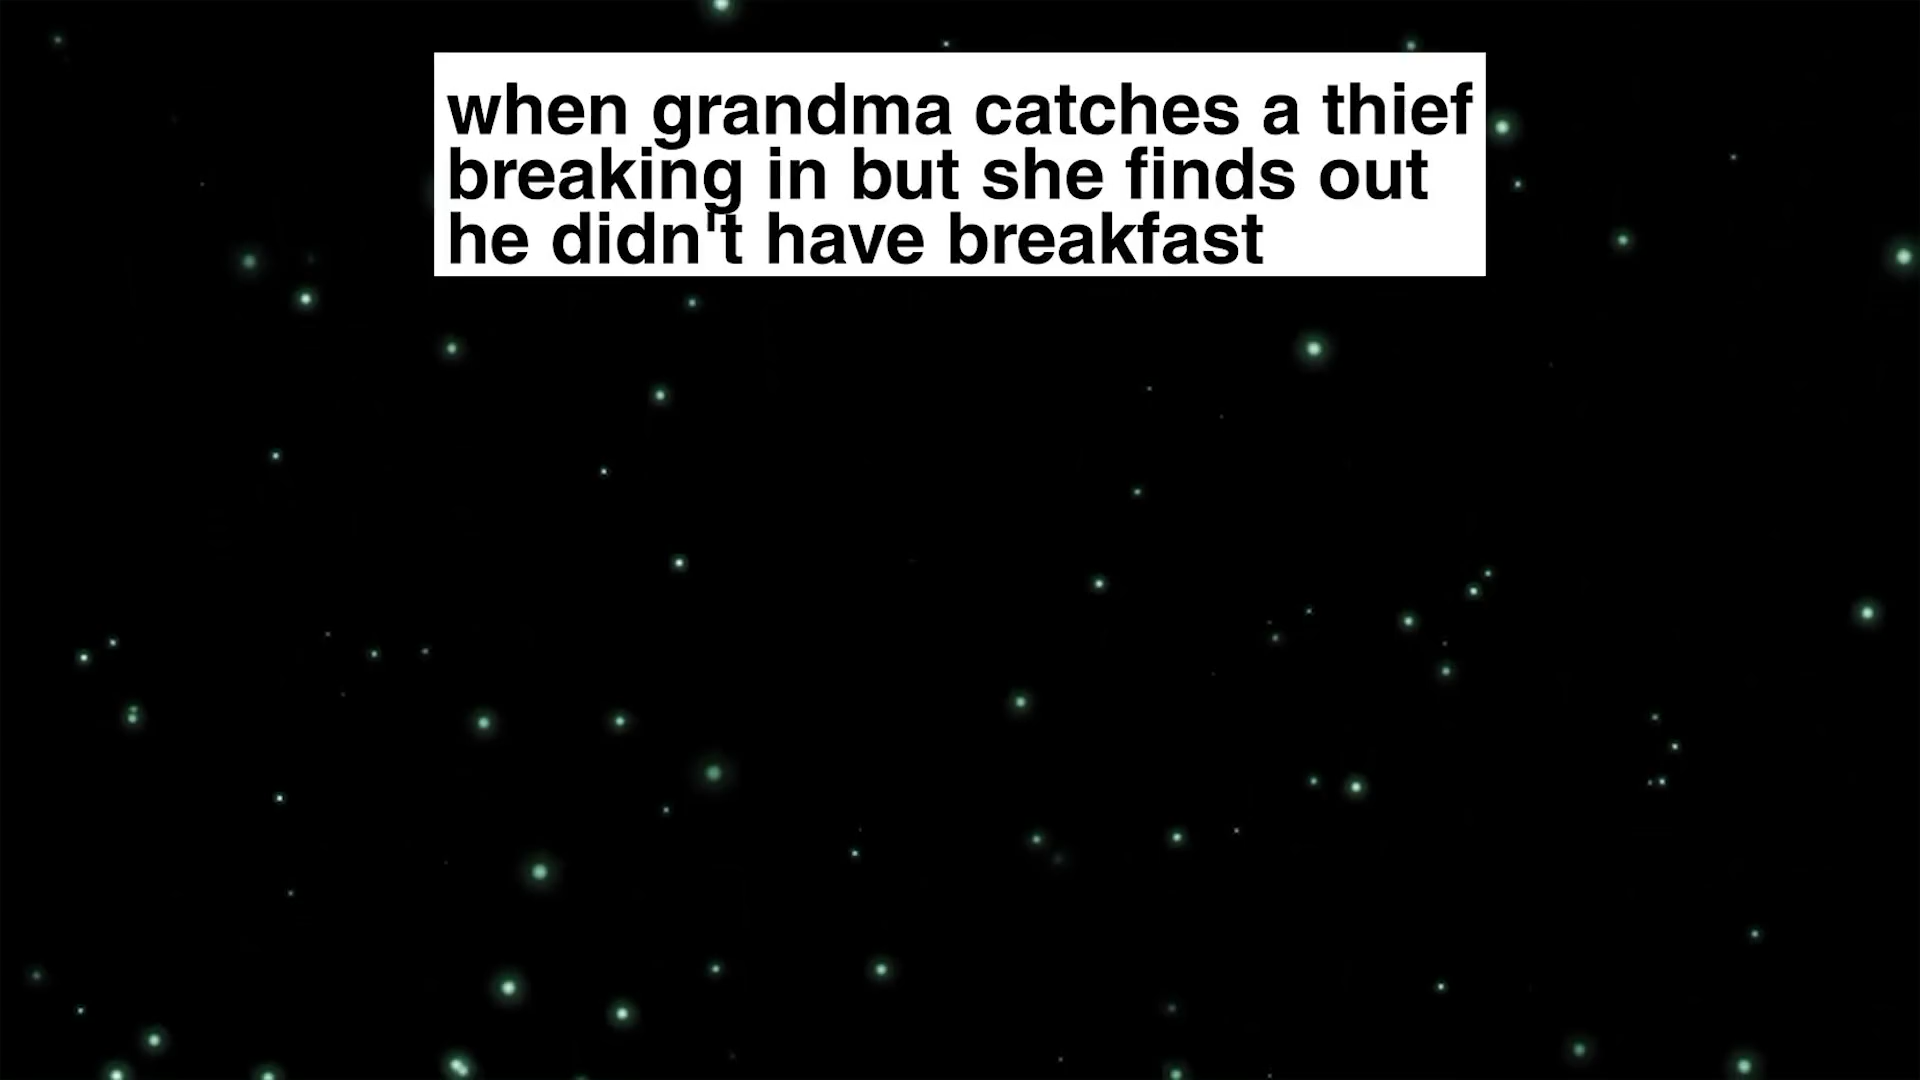 when grandma catches a thief
breaking in but she finds out
he didn't have breakfast